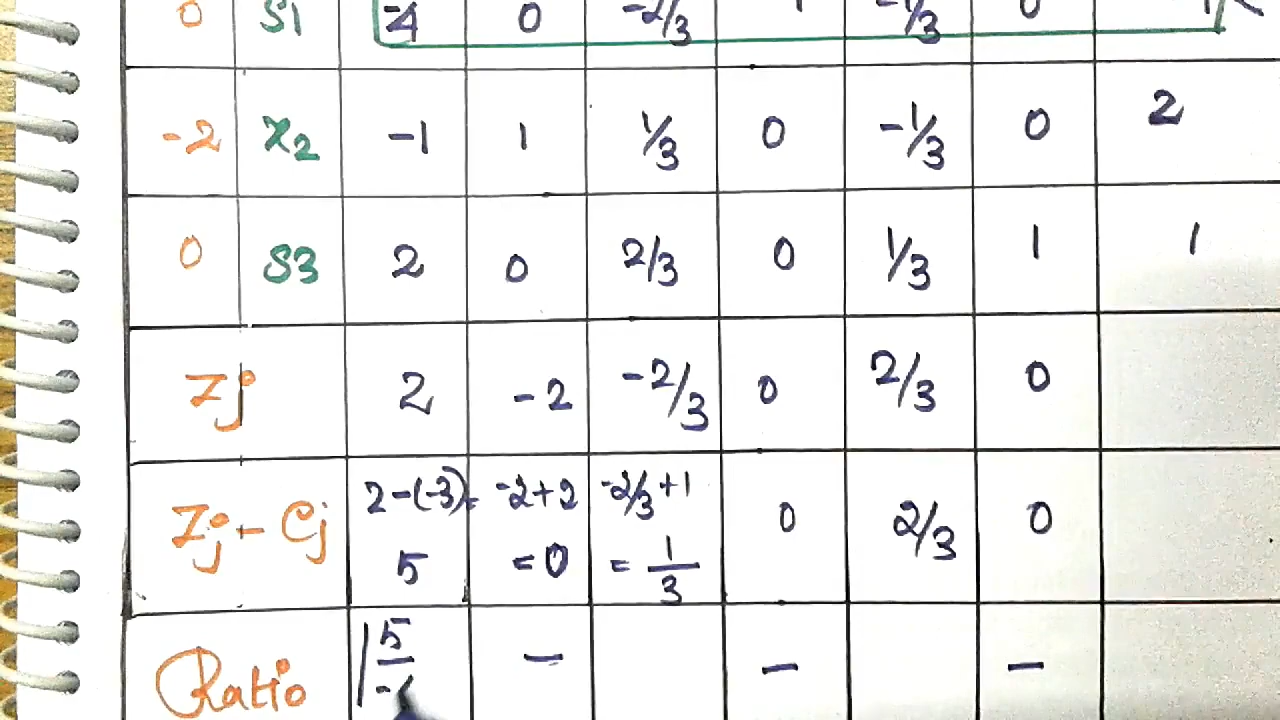 0 S1 -4 0 -2/3 -1/3 0
-2 X2 -1 1 1/3 0 -1/3 0 2
0 S3 2 0 2/3 0 1/3 1 1
Zj 2 -2 -2/3 0 2/3 0
Zj - Cj 2-(-3)= 5 -2+2 =0 -2/3+1 = 1/3 0 2/3 0
Ratio |5/- — — —